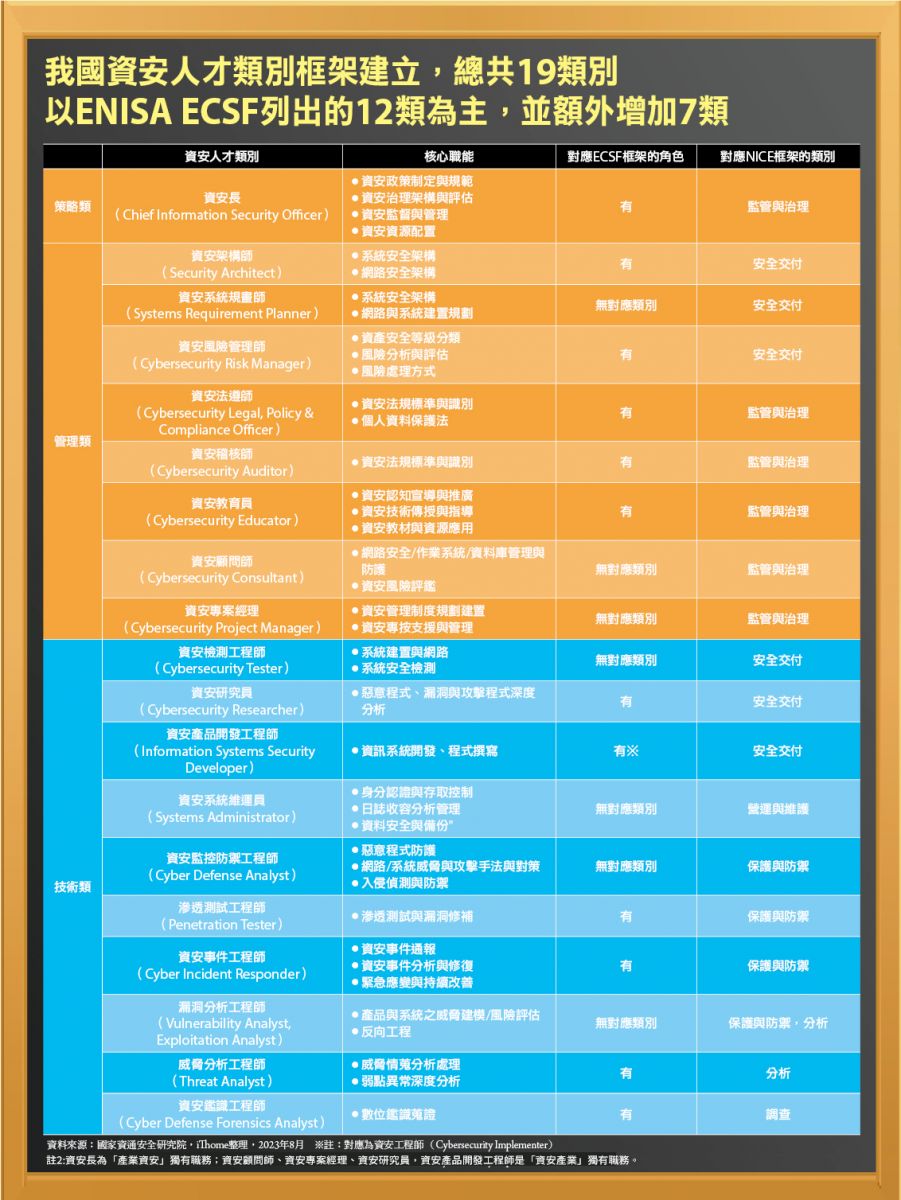 我國資安人才類別框架建立，總共19類別
以ENISA ECSF列出的12類為主，並額外增加7類
資安人才類別
核心職能
對應ECSF框架的角色
對應NICE框架的類別
策略類
資安長
（Chief Information Security Officer）
●資安政策制定與規範
●資安治理架構與評估
●資安監督與管理
●資安資源配置
有
監管與治理
管理類
資安架構師
（Security Architect）
●系統安全架構
●網路安全架構
有
安全交付
資安系統規畫師
（Systems Requirement Planner）
●系統安全架構
●網路與系統建置規劃
無對應類別
安全交付
資安風險管理師
（Cybersecurity Risk Manager）
●資產安全等級分類
●風險分析與評估
●風險處理方式
有
安全交付
資安法遵師
（Cybersecurity Legal, Policy &
Compliance Officer）
●資安法規標準與識別
●個人資料保護法
有
監管與治理
資安稽核師
（Cybersecurity Auditor）
●資安法規標準與識別
有
監管與治理
資安教育員
（Cybersecurity Educator）
●資安認知宣導與推廣
●資安技術傳授與指導
●資安教材與資源應用
有
監管與治理
資安顧問師
（Cybersecurity Consultant）
●網路安全/作業系統/資料庫管理與
防護
●資安風險評鑑
無對應類別
監管與治理
資安專案經理
（Cybersecurity Project Manager）
●資安管理制度規劃建置
●資安專按支援與管理
無對應類別
監管與治理
技術類
資安檢測工程師
（Cybersecurity Tester）
●系統建置與網路
●系統安全檢測
無對應類別
安全交付
資安研究員
（Cybersecurity Researcher）
●惡意程式、漏洞與攻擊程式深度
分析
有
安全交付
資安產品開發工程師
（Information Systems Security
Developer）
●資訊系統開發、程式撰寫
有※
安全交付
資安系統維運員
（Systems Administrator）
●身分認證與存取控制
●日誌收容分析管理
●資料安全與備份"
無對應類別
營運與維護
資安監控防禦工程師
（Cyber Defense Analyst）
●惡意程式防護
●網路/系統威脅與攻擊手法與對策
●入侵偵測與防禦
無對應類別
保護與防禦
滲透測試工程師
（Penetration Tester）
●滲透測試與漏洞修補
有
保護與防禦
資安事件工程師
（Cyber Incident Responder）
●資安事件通報
●資安事件分析與修復
●緊急應變與持續改善
有
保護與防禦
漏洞分析工程師
（Vulnerability Analyst,
Exploitation Analyst）
●產品與系統之威脅建模/風險評估
●反向工程
無對應類別
保護與防禦，分析
威脅分析工程師
（Threat Analyst）
●威脅情蒐分析處理
●弱點異常深度分析
有
分析
資安鑑識工程師
（Cyber Defense Forensics Analyst）
●數位鑑識蒐證
有
調查
資料來源：國家資通安全研究院，iThome整理，2023年8月　※註：對應為資安工程師（Cybersecurity Implementer）
註2:資安長為「產業資安」獨有職務；資安顧問師、資安專案經理、資安研究員，資安產品開發工程師是「資安產業」獨有職務。